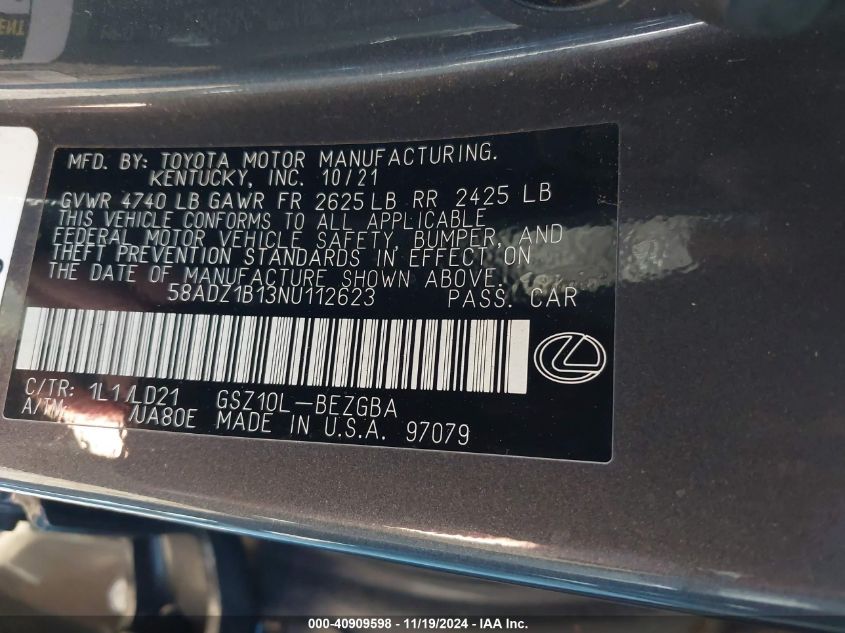 ENT
MFD. BY: TOYOTA MOTOR MANUFACTURING.
KENTUCKY, INC. 10/21
GVWR 4740 LB GAWR FR 2625 LB RR 2425 LB
THIS VEHICLE CONFORMS TO ALL APPLICABLE
FEDERAL MOTOR VEHICLE SAFETY, BUMPER, AND
THEFT PREVENTION STANDARDS IN EFFECT ON
THE DATE OF MANUFACTURE SHOWN ABOVE.
58ADZ1B13NU112623 PASS. CAR
C/TR: 1L1/LD21 GSZ10L-BEZGBA
A/TM: /UA80E MADE IN U.S.A. 97079
000-40909598 - 11/19/2024 - IAA Inc.